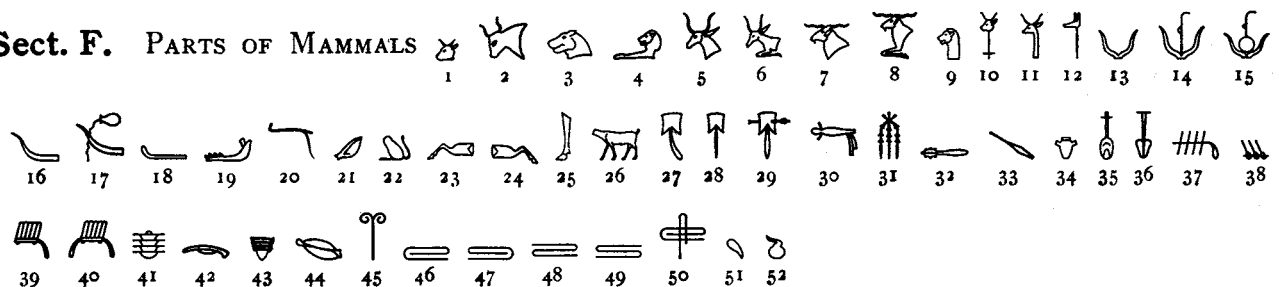 Sect. F. PARTS OF MAMMALS
1 2 3 4 5 6 7 8 9 10 11 12 13 14 15
16 17 18 19 20 21 22 23 24 25 26 27 28 29 30 31 32 33 34 35 36 37 38
39 40 41 42 43 44 45 46 47 48 49 50 51 52